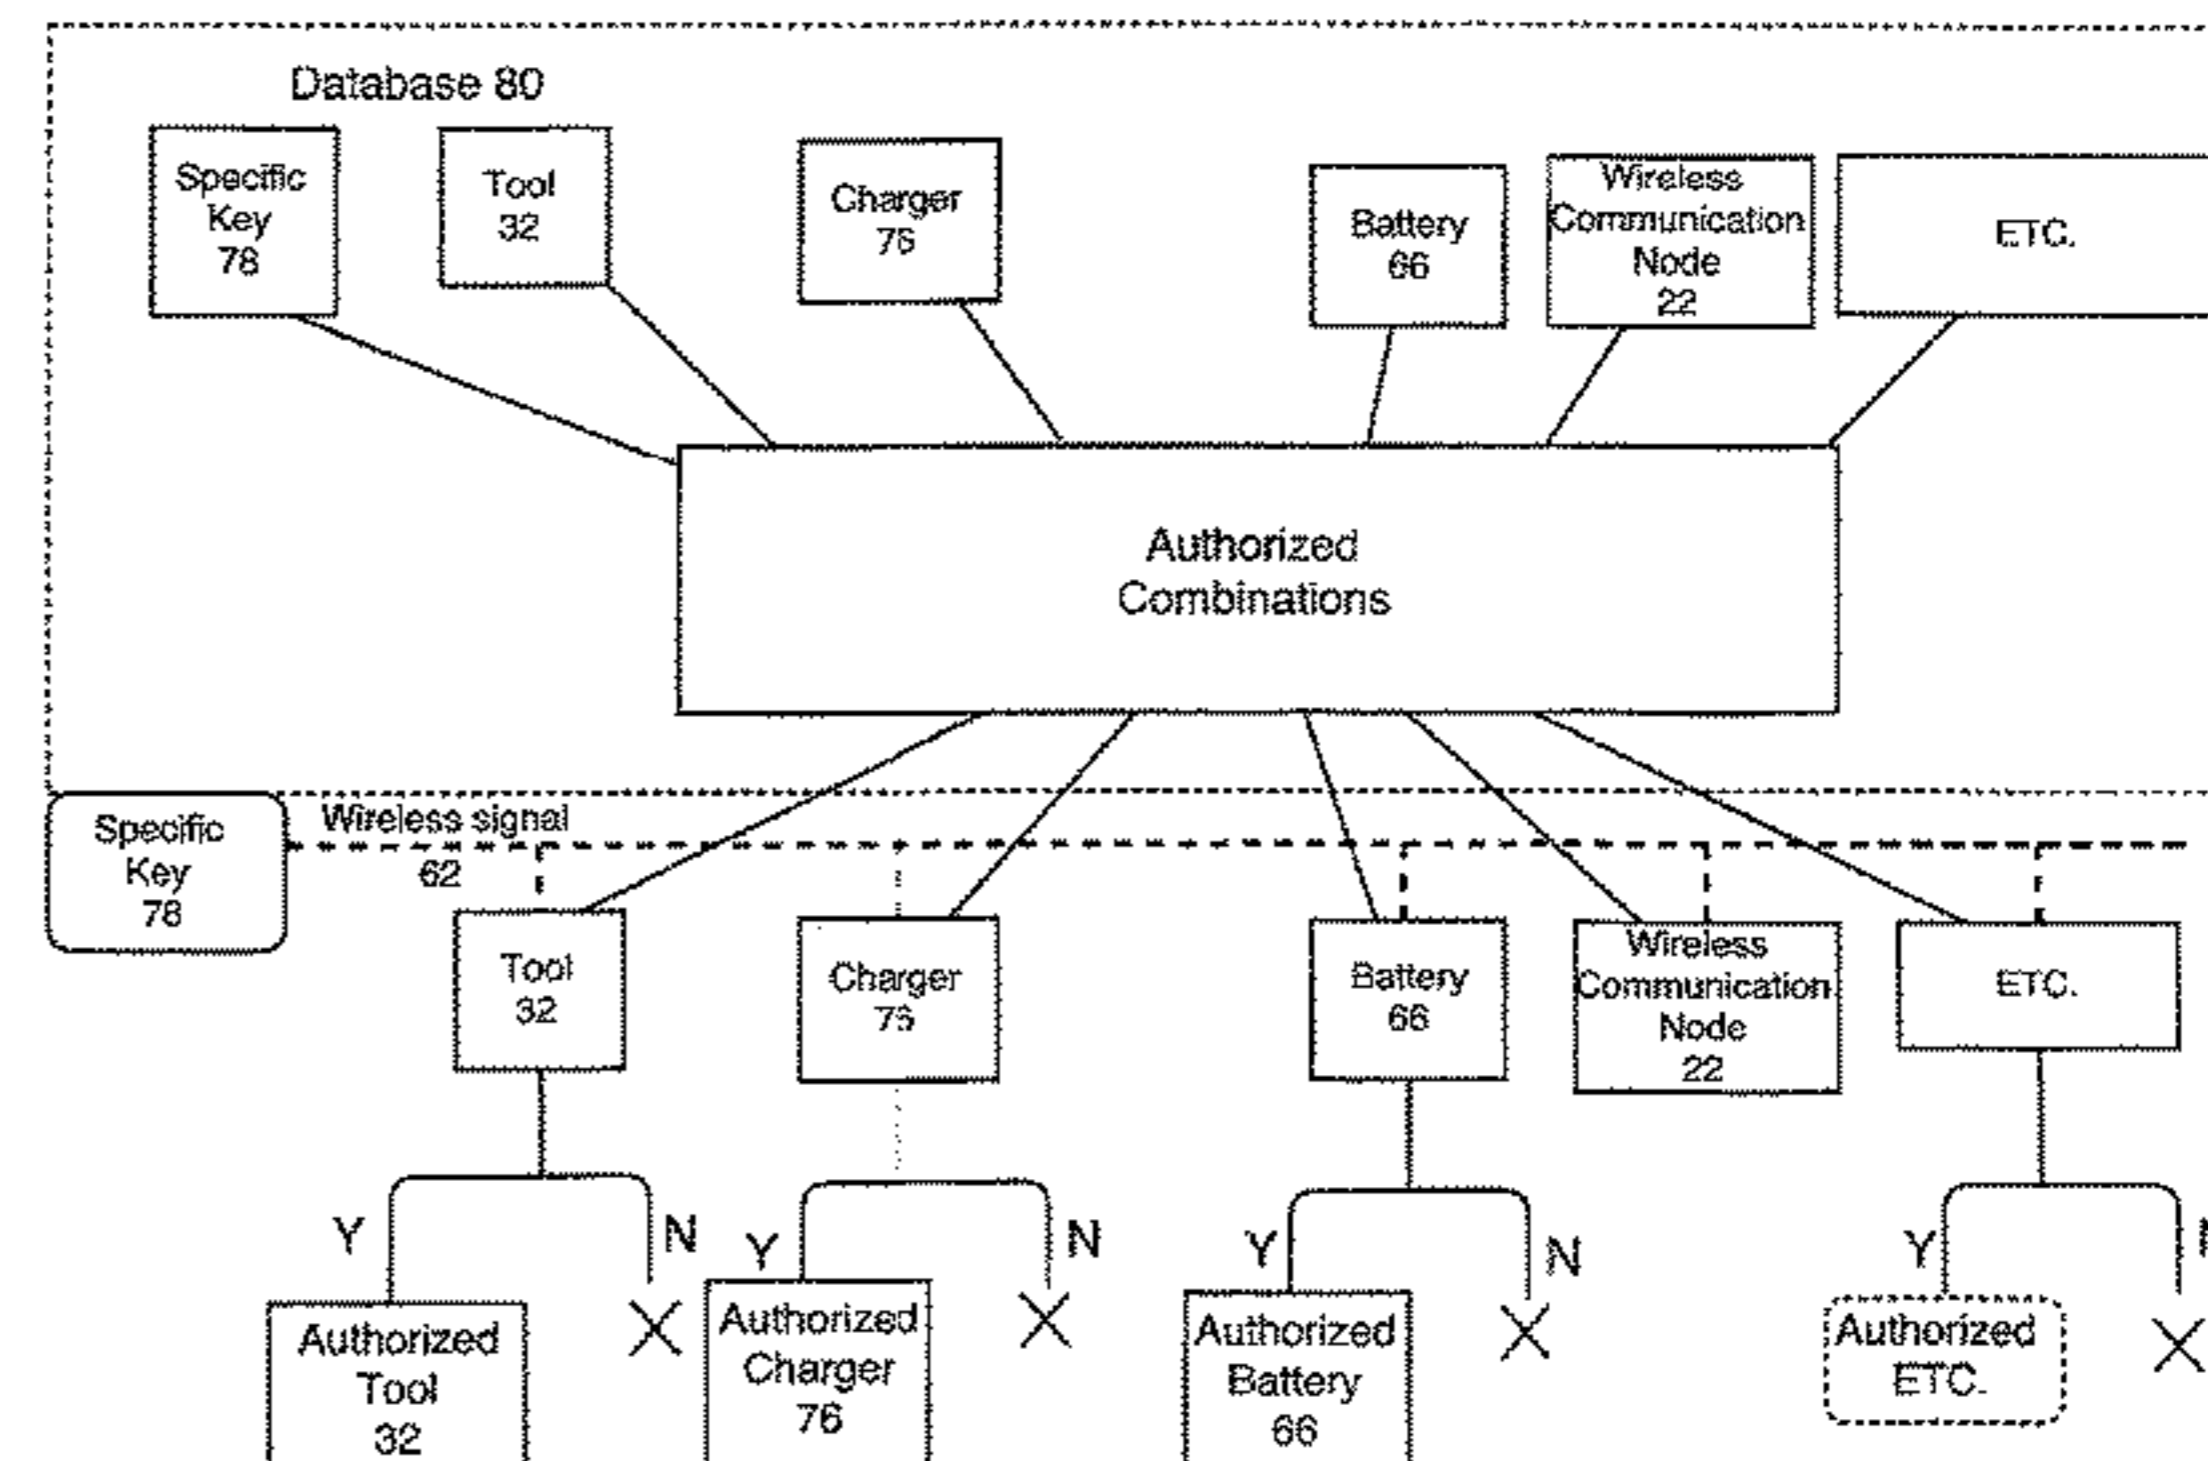 Database 80
Specific
Key
78
Tool
32
Charger
76
Battery
66
Wireless
Communication
Node
22
ETC.
Authorized
Combinations
Specific
Key
78
Wireless signal
62
Tool
32
Charger
76
Battery
66
Wireless
Communication
Node
22
ETC.
Y
N
Y
N
Y
N
Y
Authorized
Tool
32
Authorized
Charger
76
Authorized
Battery
66
Authorized
ETC.